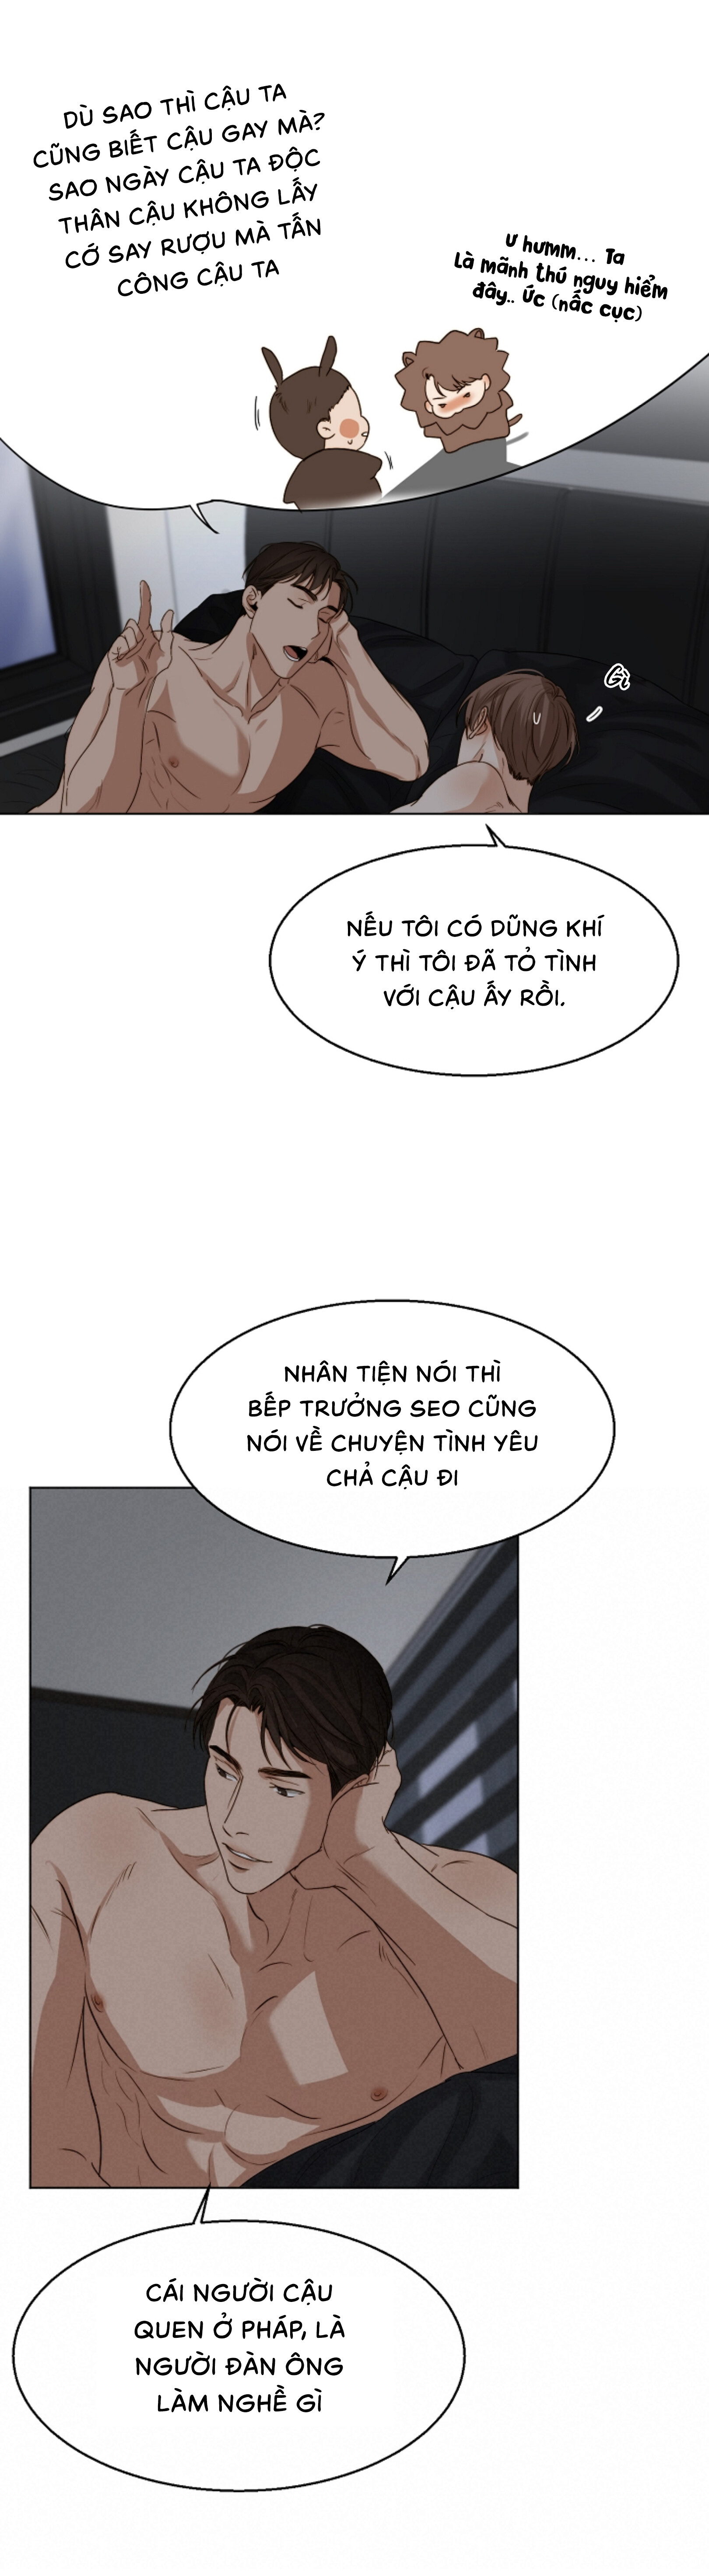 DÙ SAO THÌ CẬU TA
CŨNG BIẾT CẬU GAY MÀ?
SAO NGÀY CẬU TA ĐỘC
THÂN CẬU KHÔNG LẤY
CỚ SAY RƯỢU MÀ TẤN
CÔNG CẬU TA
Ư humm... Ta
Là mãnh thú nguy hiểm
đây.. Úc (nấc cục)
Gì
NẾU TÔI CÓ DŨNG KHÍ
Ý THÌ TÔI ĐÃ TỎ TÌNH
VỚI CẬU ẤY RỒI.
NHÂN TIỆN NÓI THÌ
BẾP TRƯỞNG SEO CŨNG
NÓI VỀ CHUYỆN TÌNH YÊU
CHẢ CẬU ĐI
CÁI NGƯỜI CẬU
QUEN Ở PHÁP, LÀ
NGƯỜI ĐÀN ÔNG
LÀM NGHỀ GÌ